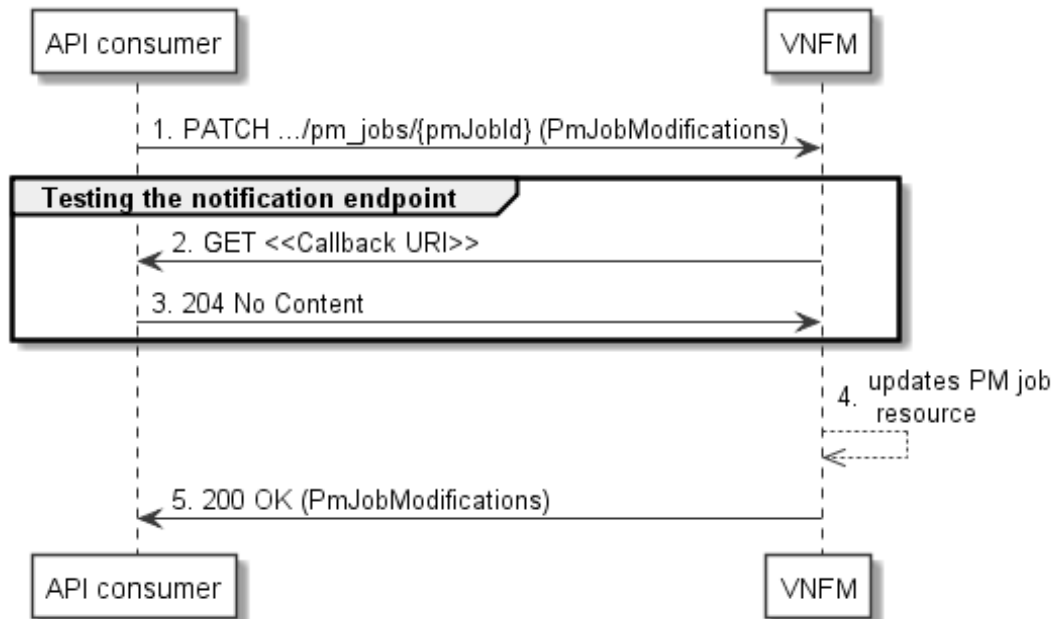 API consumer
VNFM
1. PATCH .../pm_jobs/{pmJobId} (PmJobModifications)
Testing the notification endpoint
2. GET <<Callback URI>>
3. 204 No Content
4. updates PM job
resource
5. 200 OK (PmJobModifications)
API consumer
VNFM